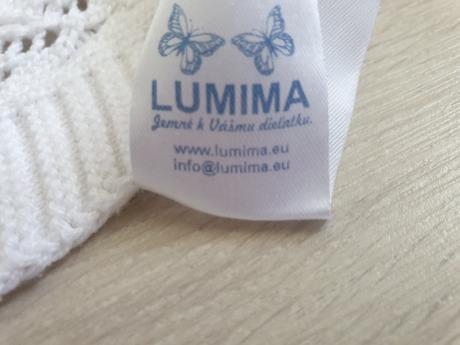 LUMIMA
Jemné k Vášmu dieťatku.
www.lumima.eu
info@lumima.eu